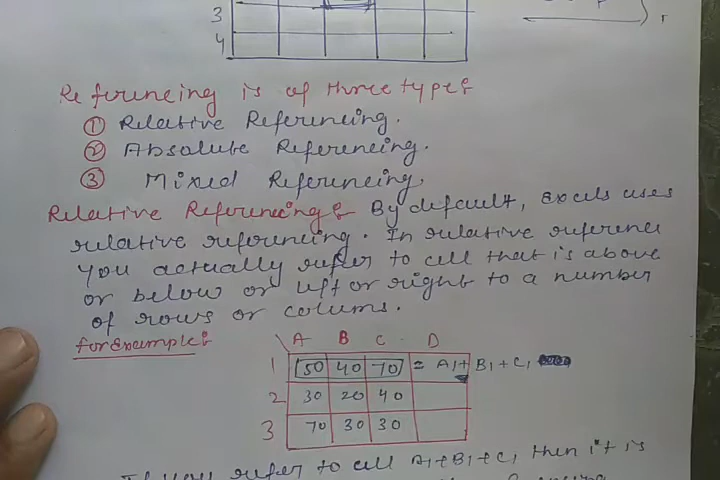 3
4
Referencing is of three types
① Relative Referencing.
② Absolute Referencing.
③ Mixed Referencing.
Relative Referencing: By default, Excels uses
relative referencing. In relative reference
you actually refer to cell that is above
or below or left or right to a number
of rows or colums.
for Example:
A B C D
1 50 40 70 = A1+B1+C1
2 30 20 40
3 70 30 30
If you refer to cell A1+B1+C1 then it is